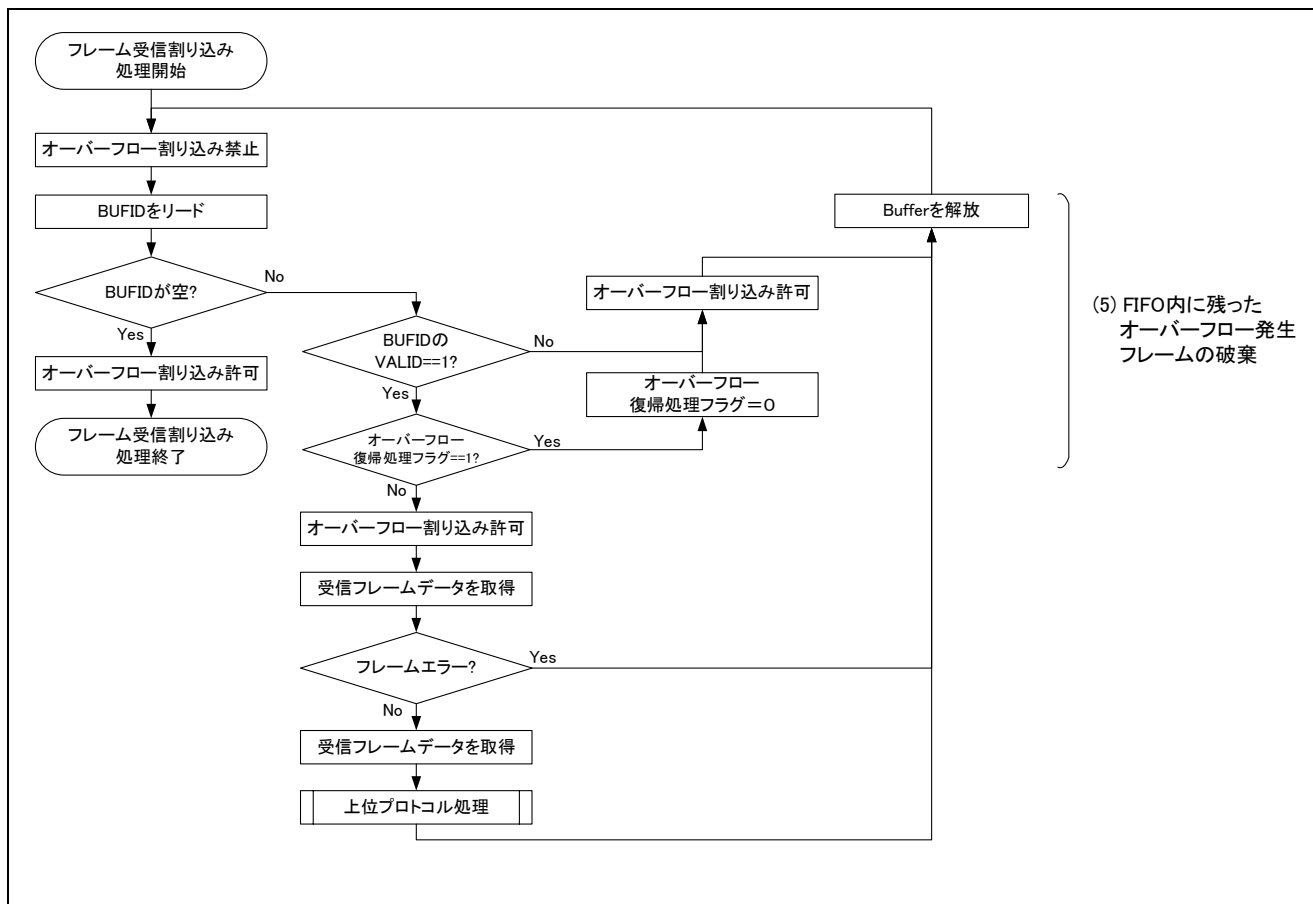 フレーム受信割り込み
処理開始
オーバーフロー割り込み禁止
BUFIDをリード
BUFIDが空?
No
Yes
オーバーフロー割り込み許可
フレーム受信割り込み
処理終了
BUFIDの
VALID==1?
No
Yes
オーバーフロー
復帰処理フラグ==1?
Yes
No
オーバーフロー割り込み許可
受信フレームデータを取得
フレームエラー?
Yes
No
受信フレームデータを取得
上位プロトコル処理
オーバーフロー割り込み許可
オーバーフロー
復帰処理フラグ=0
Bufferを解放
(5) FIFO内に残った
オーバーフロー発生
フレームの破棄